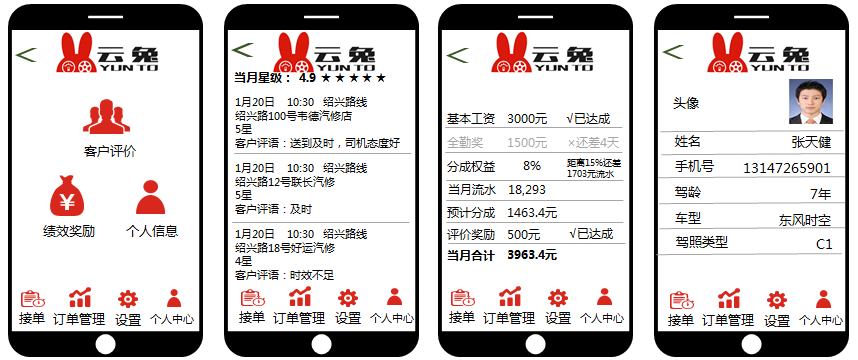 云兔
YUN TO
客户评价
绩效奖励
个人信息
接单
订单管理
设置
个人中心
云兔
YUN TO
当月星级： 4.9 ★★★★★
1月20日 10:30 绍兴路线
绍兴路100号韦德汽修店
5星
客户评语：送到及时，司机态度好
1月20日 10:30 绍兴路线
绍兴路12号联长汽修
5星
客户评语：及时
1月20日 10:30 绍兴路线
绍兴路18号好运汽修
4星
客户评语：时效不足
接单
订单管理
设置
个人中心
云兔
YUN TO
基本工资 3000元 √已达成
全勤奖 1500元 ×还差4天
分成权益 8% 距离15%还差
1703元流水
当月流水 18,293
预计分成 1463.4元
评价奖励 500元 √已达成
当月合计 3963.4元
接单
订单管理
设置
个人中心
云兔
YUN TO
头像
姓名 张天健
手机号 13147265901
驾龄 7年
车型 东风时空
驾照类型 C1
接单
订单管理
设置
个人中心